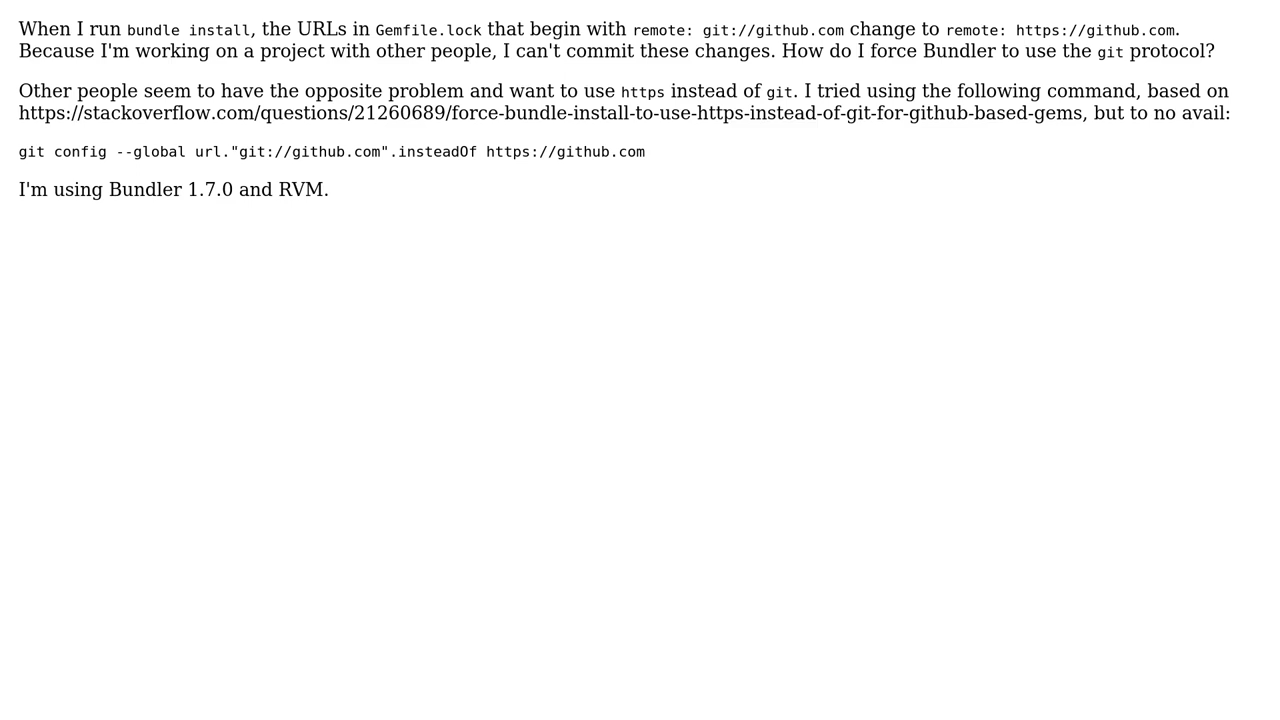 When I run bundle install, the URLs in Gemfile.lock that begin with remote: git://github.com change to remote: https://github.com.
Because I'm working on a project with other people, I can't commit these changes. How do I force Bundler to use the git protocol?
Other people seem to have the opposite problem and want to use https instead of git. I tried using the following command, based on
https://stackoverflow.com/questions/21260689/force-bundle-install-to-use-https-instead-of-git-for-github-based-gems, but to no avail:
git config --global url."git://github.com".insteadOf https://github.com
I'm using Bundler 1.7.0 and RVM.